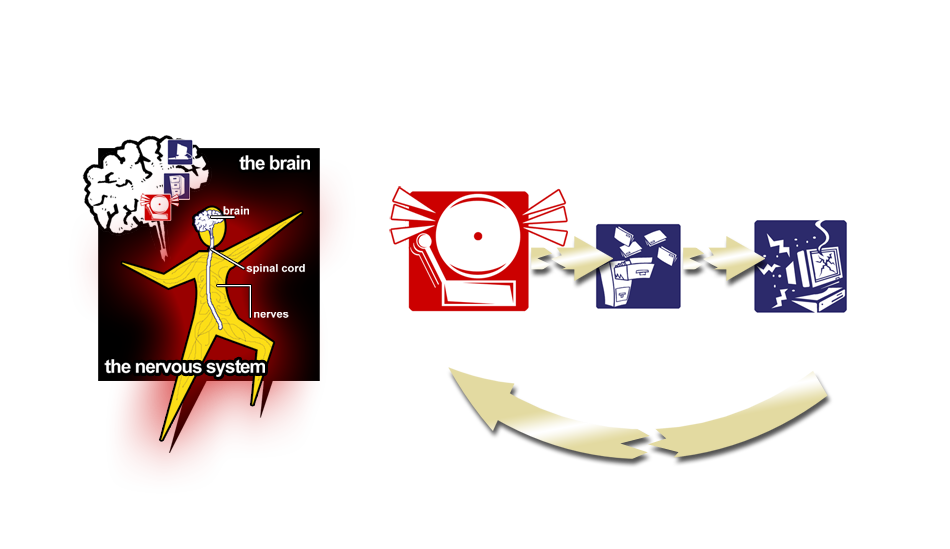 the brain
brain
spinal cord
nerves
the nervous system